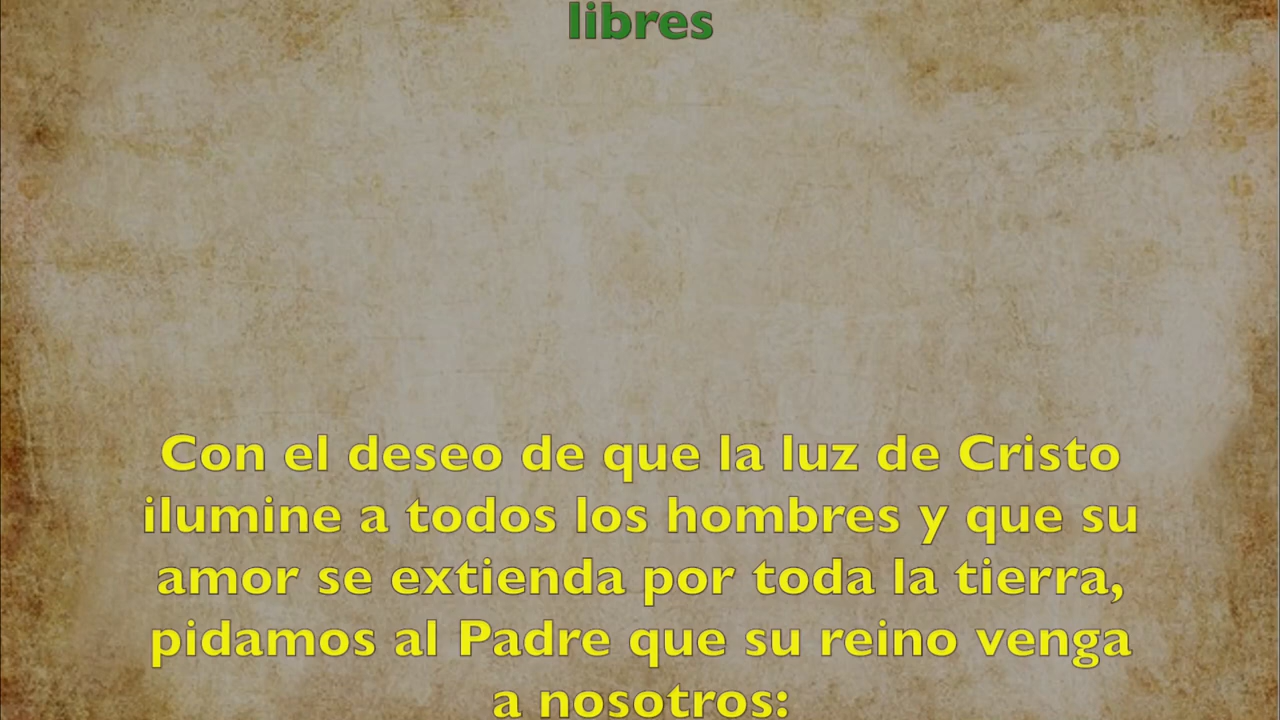 libres
Con el deseo de que la luz de Cristo
ilumine a todos los hombres y que su
amor se extienda por toda la tierra,
pidamos al Padre que su reino venga
a nosotros: